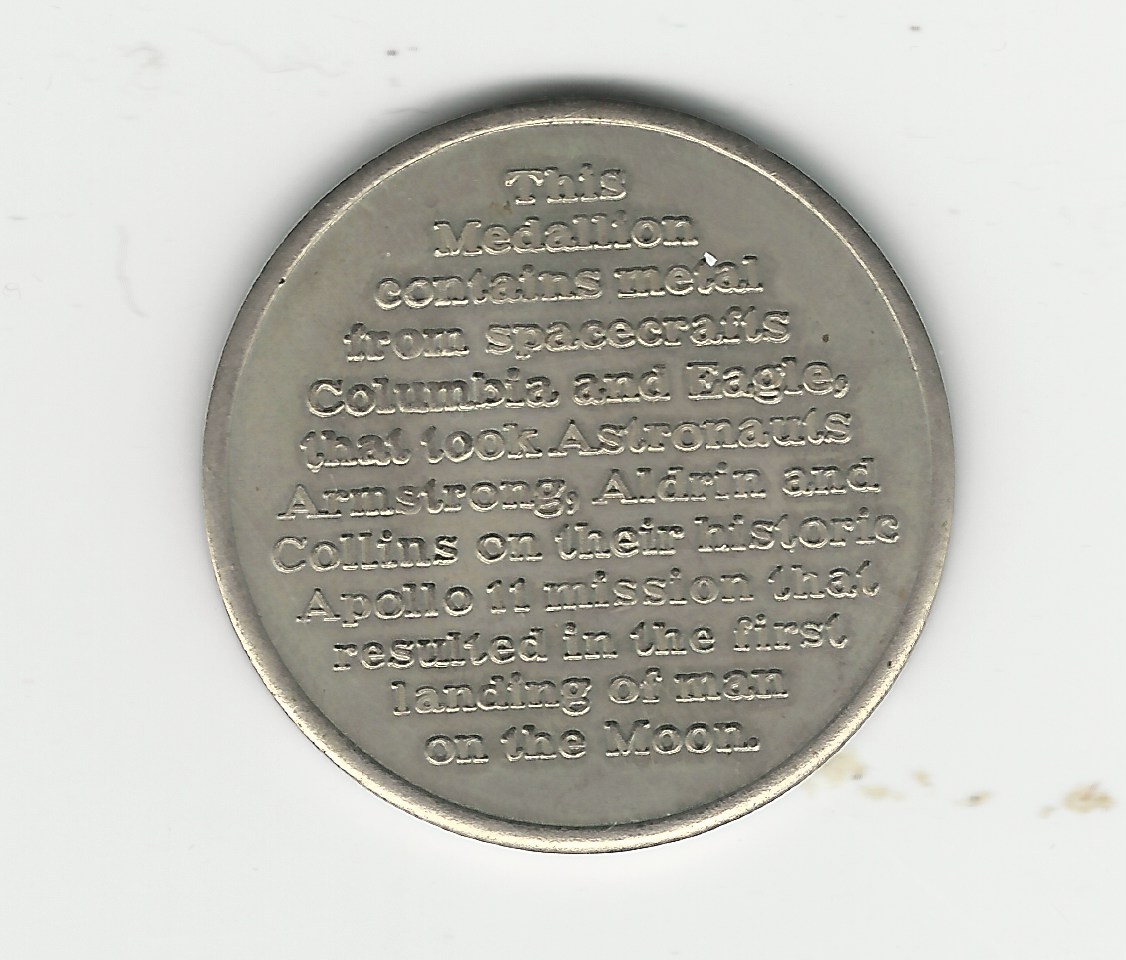 This
Medallion
contains metal
from spacecrafts
Columbia and Eagle,
that took Astronauts
Armstrong, Aldrin and
Collins on their historic
Apollo 11 mission that
resulted in the first
landing of man
on the Moon.